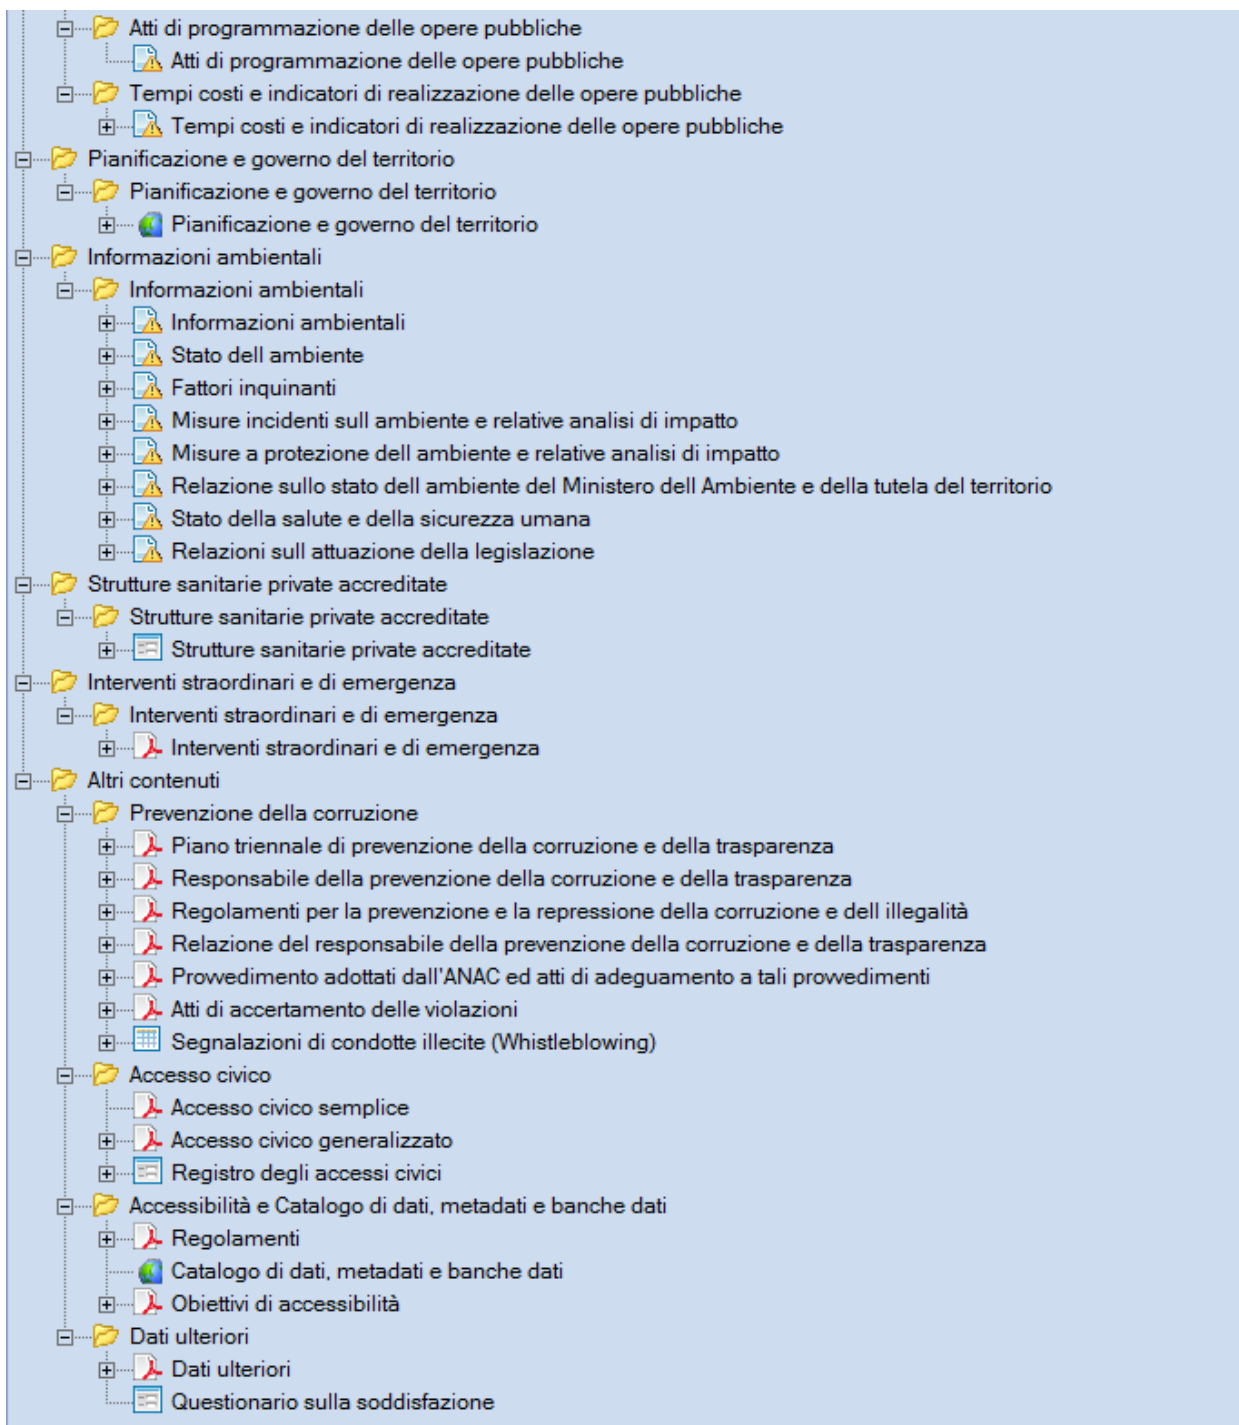 Atti di programmazione delle opere pubbliche
Atti di programmazione delle opere pubbliche
Tempi costi e indicatori di realizzazione delle opere pubbliche
Tempi costi e indicatori di realizzazione delle opere pubbliche
Pianificazione e governo del territorio
Pianificazione e governo del territorio
Pianificazione e governo del territorio
Informazioni ambientali
Informazioni ambientali
Informazioni ambientali
Stato dell ambiente
Fattori inquinanti
Misure incidenti sull ambiente e relative analisi di impatto
Misure a protezione dell ambiente e relative analisi di impatto
Relazione sullo stato dell ambiente del Ministero dell Ambiente e della tutela del territorio
Stato della salute e della sicurezza umana
Relazioni sull attuazione della legislazione
Strutture sanitarie private accreditate
Strutture sanitarie private accreditate
Strutture sanitarie private accreditate
Interventi straordinari e di emergenza
Interventi straordinari e di emergenza
Interventi straordinari e di emergenza
Altri contenuti
Prevenzione della corruzione
Piano triennale di prevenzione della corruzione e della trasparenza
Responsabile della prevenzione della corruzione e della trasparenza
Regolamenti per la prevenzione e la repressione della corruzione e dell illegalità
Relazione del responsabile della prevenzione della corruzione e della trasparenza
Provvedimento adottati dall'ANAC ed atti di adeguamento a tali provvedimenti
Atti di accertamento delle violazioni
Segnalazioni di condotte illecite (Whistleblowing)
Accesso civico
Accesso civico semplice
Accesso civico generalizzato
Registro degli accessi civici
Accessibilità e Catalogo di dati, metadati e banche dati
Regolamenti
Catalogo di dati, metadati e banche dati
Obiettivi di accessibilità
Dati ulteriori
Dati ulteriori
Questionario sulla soddisfazione